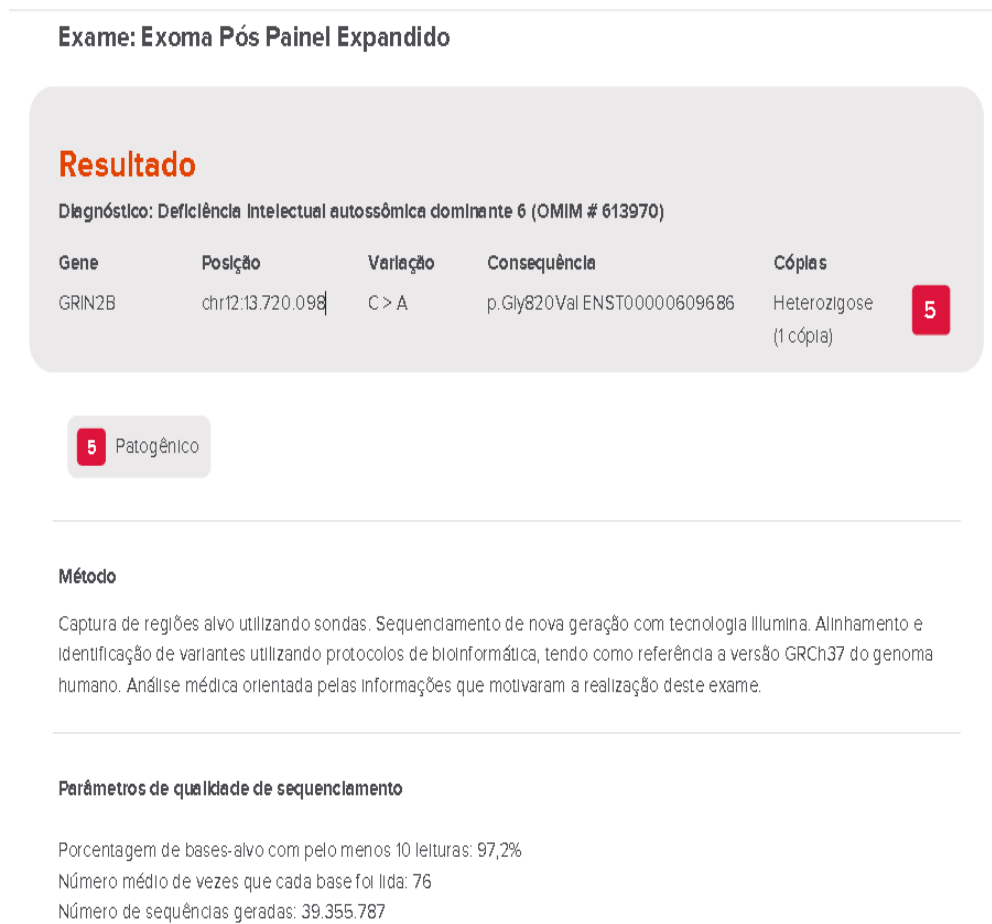 Exame: Exoma Pós Painel Expandido
Resultado
Diagnóstico: Deficiência Intelectual autossômica dominante 6 (OMIM # 613970)
Gene Posição Variação Consequência Cópias
GRIN2B chr12:13.720.098 C > A p.Gly820Val ENST00000609686 Heterozigose 5
(1 cópia)
5 Patogênico
Método
Captura de regiões alvo utilizando sondas. Sequenciamento de nova geração com tecnologia Illumina. Alinhamento e
identificação de variantes utilizando protocolos de bioinformática, tendo como referência a versão GRCh37 do genoma
humano. Análise médica orientada pelas informações que motivaram a realização deste exame.
Parâmetros de qualidade de sequenciamento
Porcentagem de bases-alvo com pelo menos 10 leituras: 97,2%
Número médio de vezes que cada base foi lida: 76
Número de sequências geradas: 39.355.787